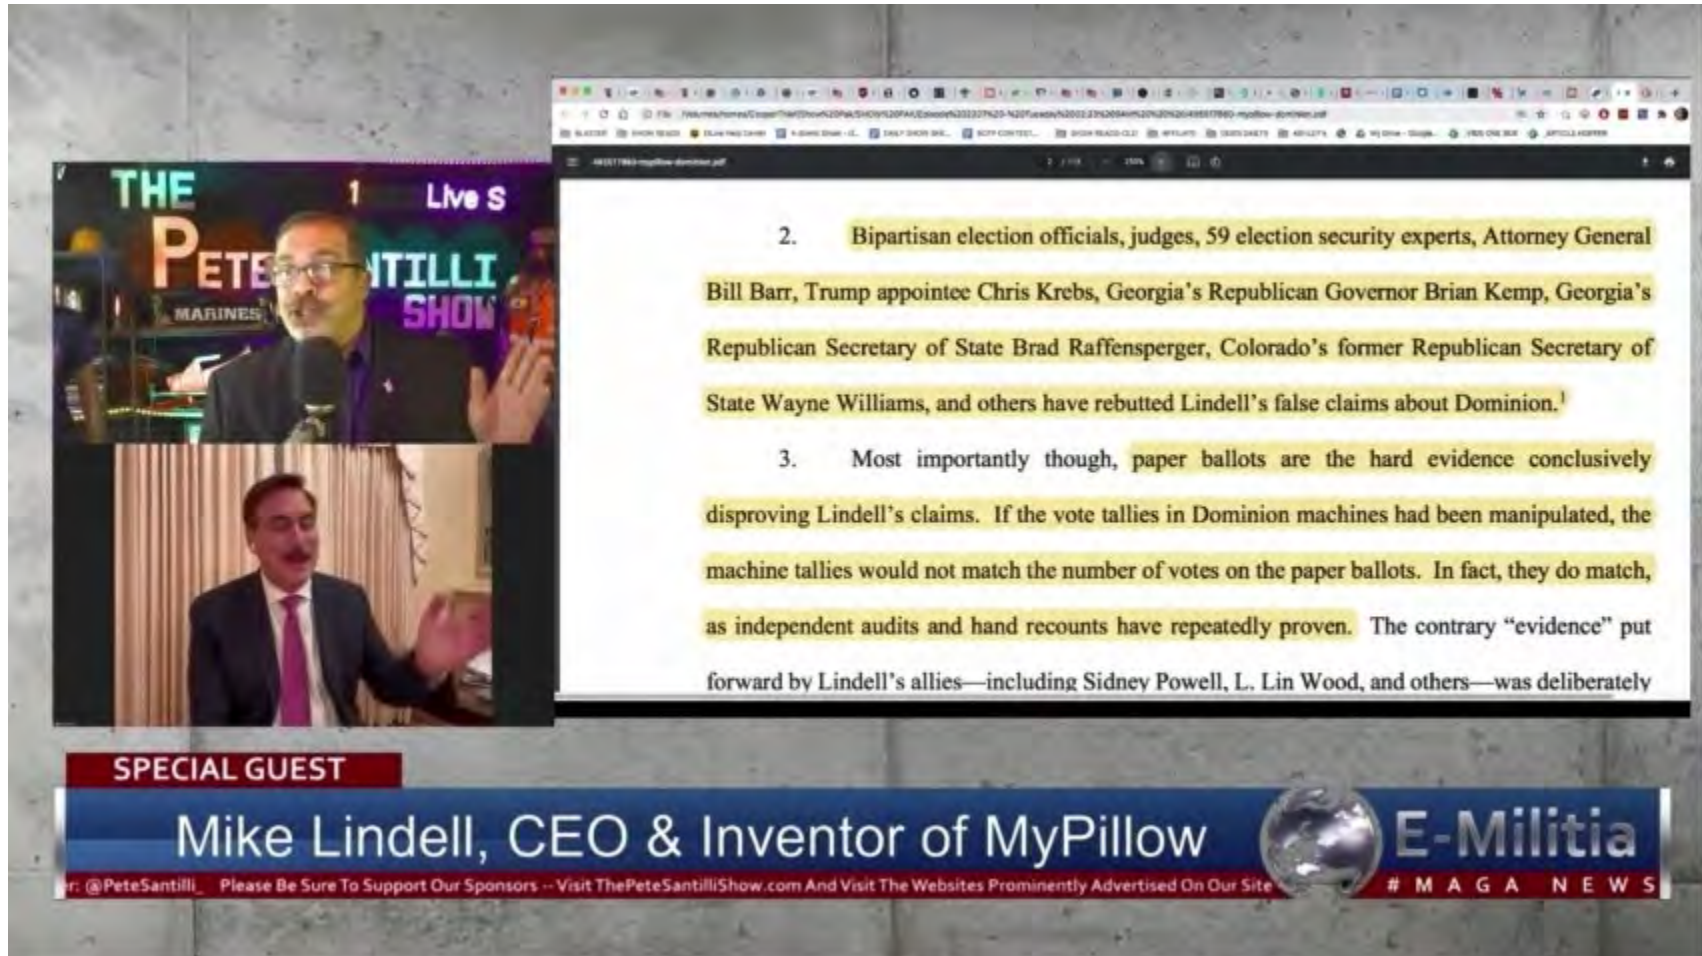 THE
PETE SANTILLI
SHOW
1
Live S
MARINES
495517860-mypillow-dominion.pdf
2.    Bipartisan election officials, judges, 59 election security experts, Attorney General
Bill Barr, Trump appointee Chris Krebs, Georgia's Republican Governor Brian Kemp, Georgia's
Republican Secretary of State Brad Raffensperger, Colorado's former Republican Secretary of
State Wayne Williams, and others have rebutted Lindell's false claims about Dominion.¹
3.    Most importantly though, paper ballots are the hard evidence conclusively
disproving Lindell's claims. If the vote tallies in Dominion machines had been manipulated, the
machine tallies would not match the number of votes on the paper ballots. In fact, they do match,
as independent audits and hand recounts have repeatedly proven. The contrary "evidence" put
forward by Lindell's allies—including Sidney Powell, L. Lin Wood, and others—was deliberately
SPECIAL GUEST
Mike Lindell, CEO & Inventor of MyPillow
E-Militia
er: @PeteSantilli_ Please Be Sure To Support Our Sponsors -- Visit ThePeteSantilliShow.com And Visit The Websites Prominently Advertised On Our Site
#MAGA NEWS